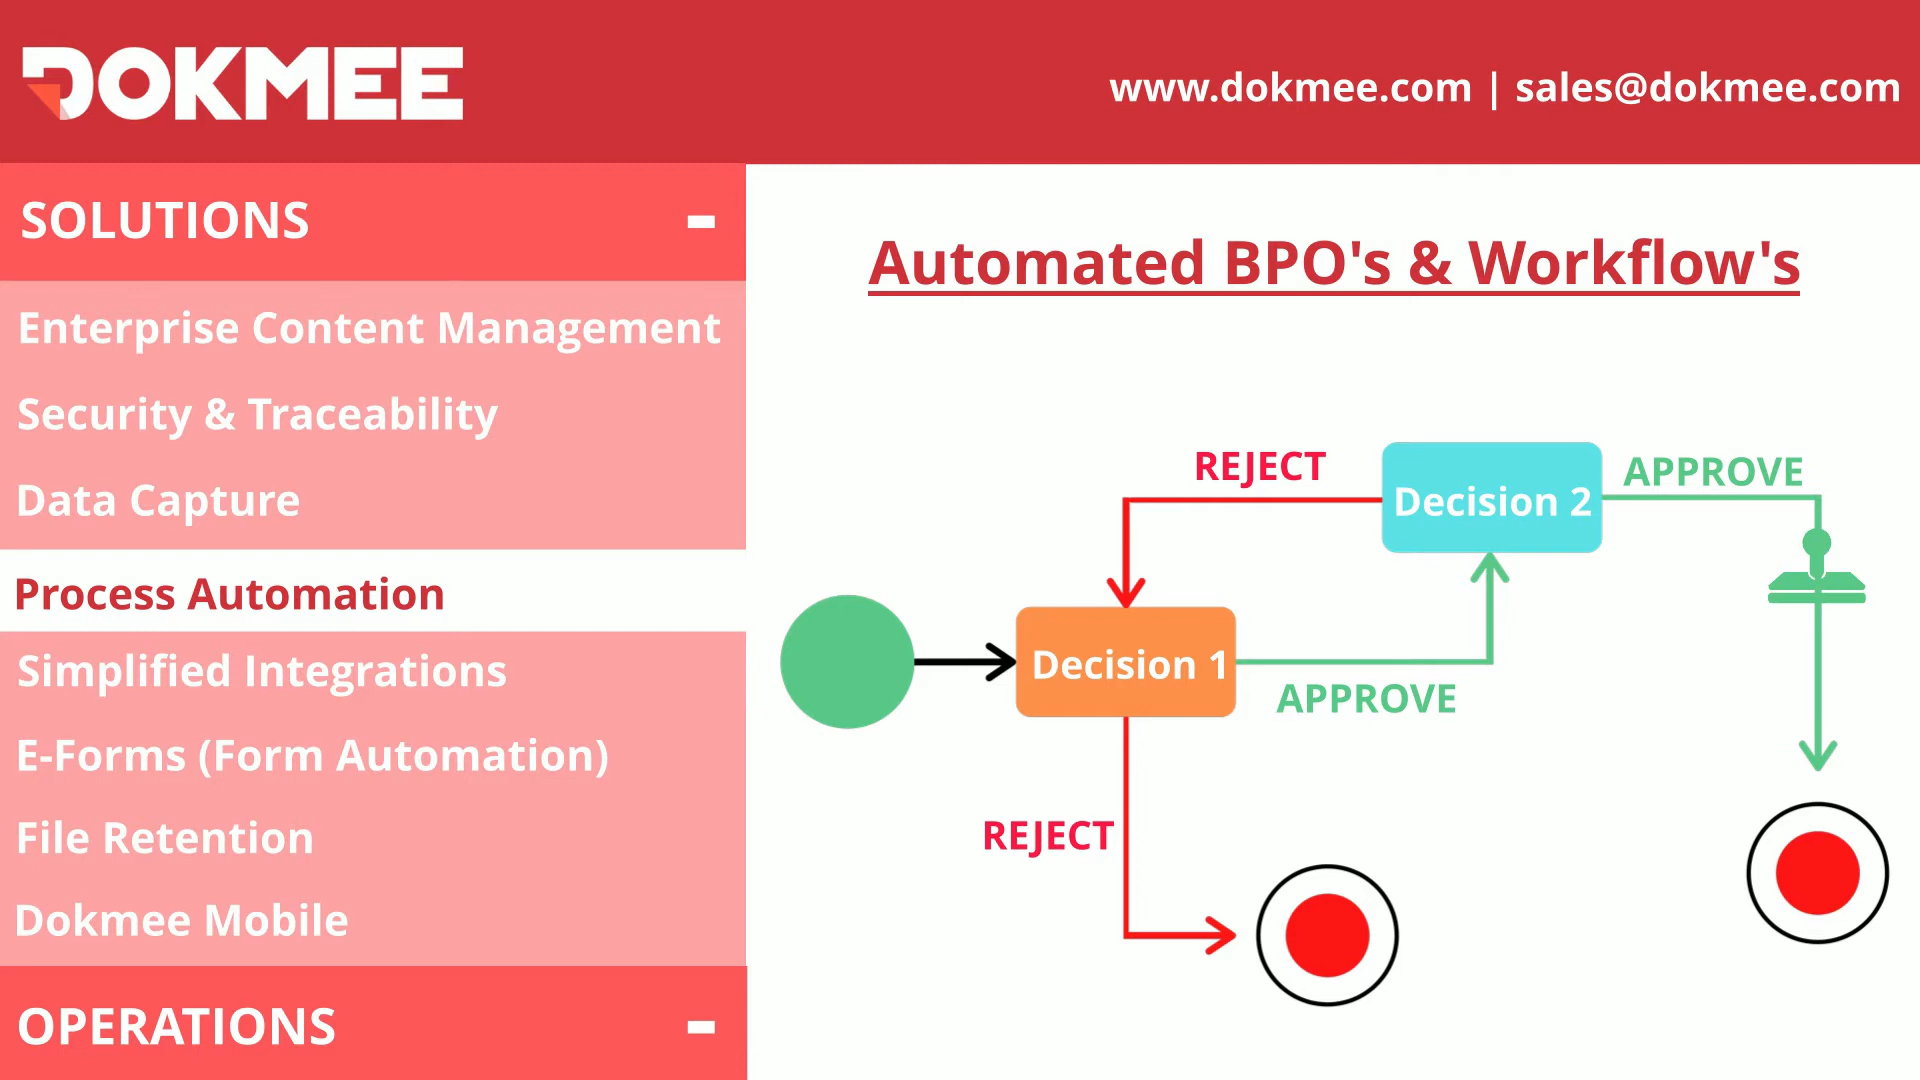 DOKMEE
www.dokmee.com | sales@dokmee.com
SOLUTIONS -
Enterprise Content Management
Security & Traceability
Data Capture
Process Automation
Simplified Integrations
E-Forms (Form Automation)
File Retention
Dokmee Mobile
OPERATIONS -
Automated BPO's & Workflow's
REJECT
Decision 2
APPROVE
Decision 1
APPROVE
REJECT